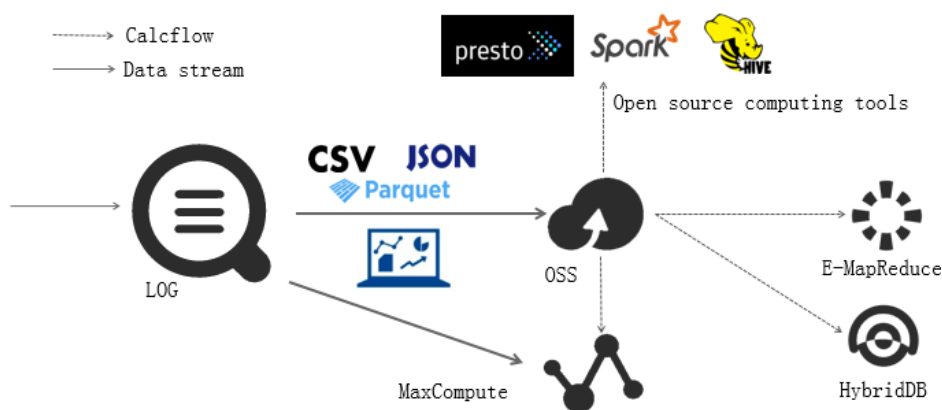 Calcflow
Data stream
presto
Spark
HIVE
Open source computing tools
CSV
JSON
Parquet
LOG
OSS
E-MapReduce
MaxCompute
HybridDB